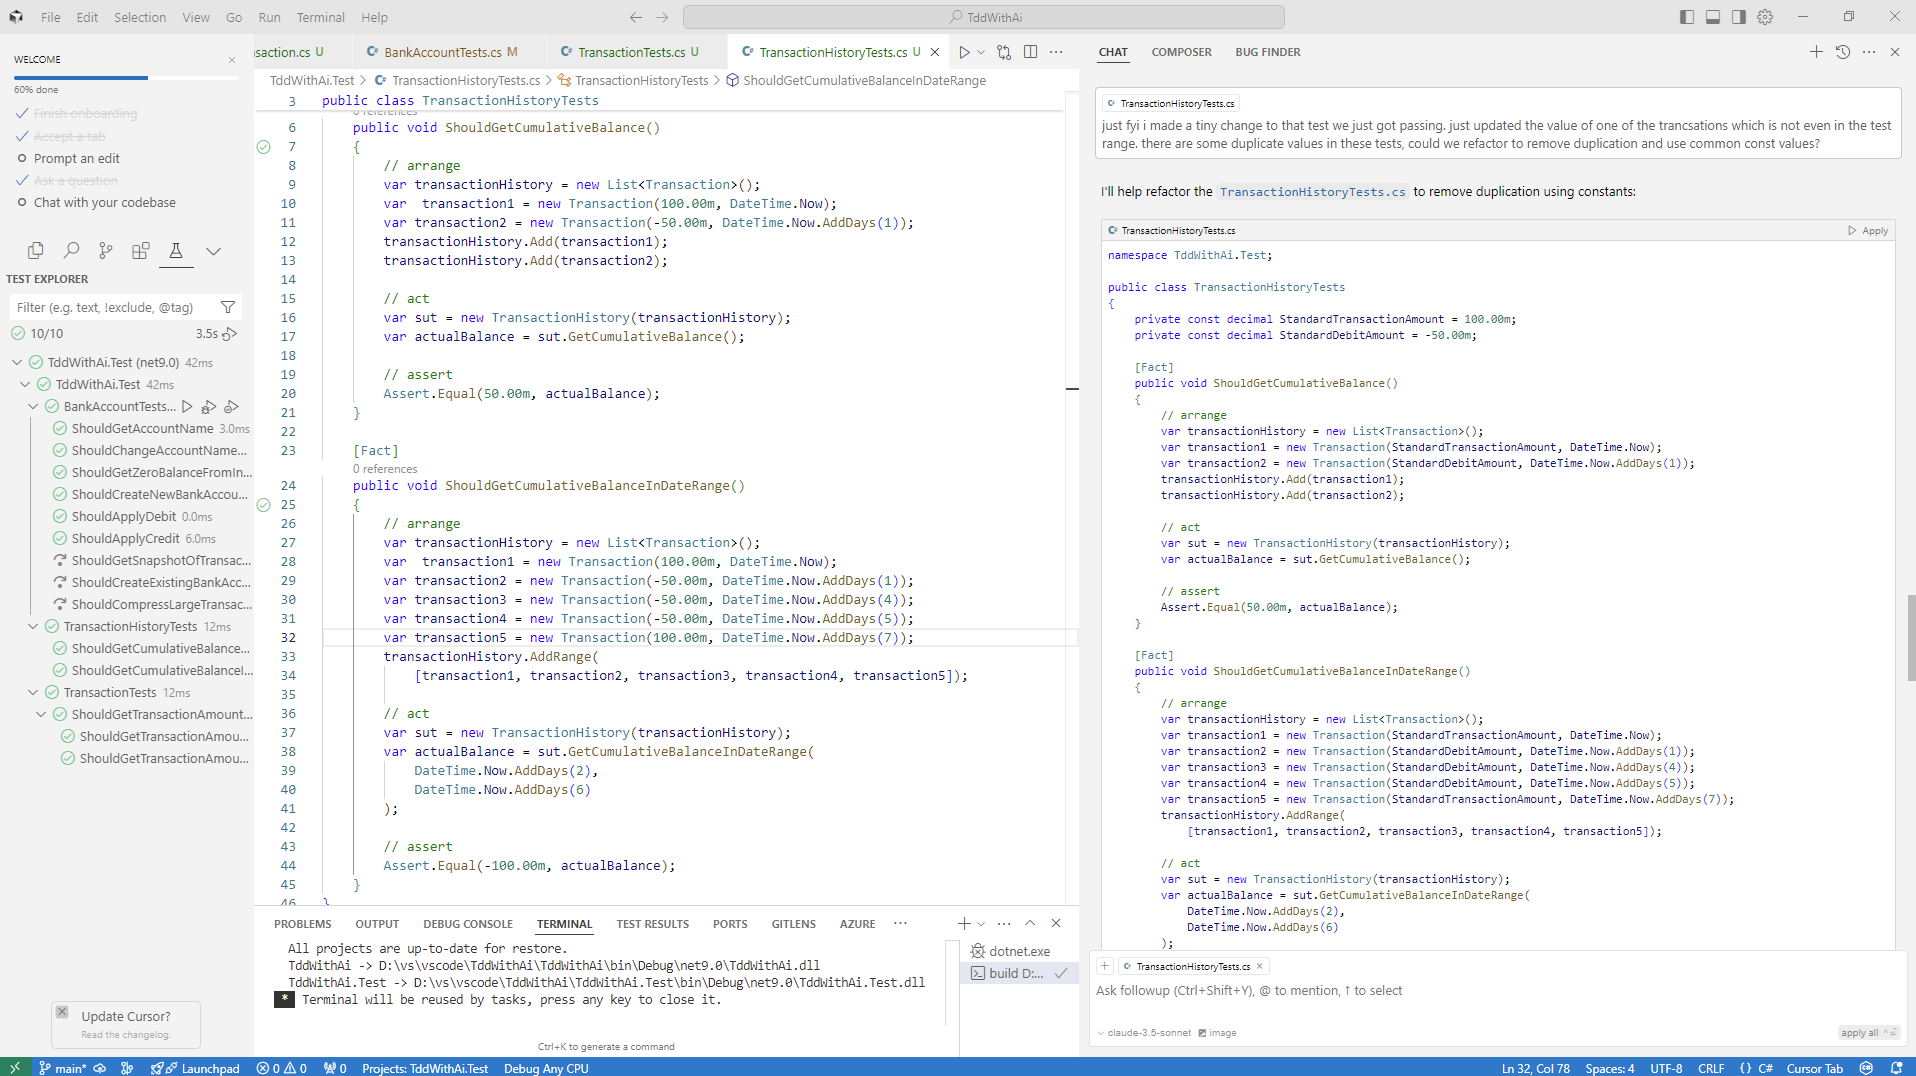 File Edit Selection View Go Run Terminal Help
TddWithAi
WELCOME
60% done
Finish onboarding
Accept a tab
Prompt an edit
Ask a question
Chat with your codebase
TEST EXPLORER
Filter (e.g. text, !exclude, @tag)
10/10 3.5s
TddWithAi.Test (net9.0) 42ms
TddWithAi.Test 42ms
BankAccountTests...
ShouldGetAccountName 3.0ms
ShouldChangeAccountName...
ShouldGetZeroBalanceFromIn...
ShouldCreateNewBankAccou...
ShouldApplyDebit 0.0ms
ShouldApplyCredit 6.0ms
ShouldGetSnapshotOfTransac...
ShouldCreateExistingBankAcc...
ShouldCompressLargeTransac...
TransactionHistoryTests 12ms
ShouldGetCumulativeBalance...
ShouldGetCumulativeBalanceI...
TransactionTests 12ms
ShouldGetTransactionAmount...
ShouldGetTransactionAmou...
ShouldGetTransactionAmou...
Update Cursor?
Read the changelog.
saction.cs U BankAccountTests.cs M TransactionTests.cs U TransactionHistoryTests.cs U
TddWithAi.Test > TransactionHistoryTests.cs > TransactionHistoryTests > ShouldGetCumulativeBalanceInDateRange
3 public class TransactionHistoryTests
0 references
6 public void ShouldGetCumulativeBalance()
7 {
8 // arrange
9 var transactionHistory = new List<Transaction>();
10 var  transaction1 = new Transaction(100.00m, DateTime.Now);
11 var transaction2 = new Transaction(-50.00m, DateTime.Now.AddDays(1));
12 transactionHistory.Add(transaction1);
13 transactionHistory.Add(transaction2);
14
15 // act
16 var sut = new TransactionHistory(transactionHistory);
17 var actualBalance = sut.GetCumulativeBalance();
18
19 // assert
20 Assert.Equal(50.00m, actualBalance);
21 }
22
23 [Fact]
0 references
24 public void ShouldGetCumulativeBalanceInDateRange()
25 {
26 // arrange
27 var transactionHistory = new List<Transaction>();
28 var  transaction1 = new Transaction(100.00m, DateTime.Now);
29 var transaction2 = new Transaction(-50.00m, DateTime.Now.AddDays(1));
30 var transaction3 = new Transaction(-50.00m, DateTime.Now.AddDays(4));
31 var transaction4 = new Transaction(-50.00m, DateTime.Now.AddDays(5));
32 var transaction5 = new Transaction(100.00m, DateTime.Now.AddDays(7));
33 transactionHistory.AddRange(
34 [transaction1, transaction2, transaction3, transaction4, transaction5]);
35
36 // act
37 var sut = new TransactionHistory(transactionHistory);
38 var actualBalance = sut.GetCumulativeBalanceInDateRange(
39 DateTime.Now.AddDays(2),
40 DateTime.Now.AddDays(6)
41 );
42
43 // assert
44 Assert.Equal(-100.00m, actualBalance);
45 }
46 }
PROBLEMS OUTPUT DEBUG CONSOLE TERMINAL TEST RESULTS PORTS GITLENS AZURE
All projects are up-to-date for restore.
TddWithAi -> D:\vs\vscode\TddWithAi\TddWithAi\bin\Debug\net9.0\TddWithAi.dll
TddWithAi.Test -> D:\vs\vscode\TddWithAi\TddWithAi.Test\bin\Debug\net9.0\TddWithAi.Test.dll
* Terminal will be reused by tasks, press any key to close it.
dotnet.exe
build D:...
Ctrl+K to generate a command
CHAT COMPOSER BUG FINDER
TransactionHistoryTests.cs
just fyi i made a tiny change to that test we just got passing. just updated the value of one of the trancsations which is not even in the test
range. there are some duplicate values in these tests, could we refactor to remove duplication and use common const values?
I'll help refactor the TransactionHistoryTests.cs to remove duplication using constants:
TransactionHistoryTests.cs Apply
namespace TddWithAi.Test;
public class TransactionHistoryTests
{
private const decimal StandardTransactionAmount = 100.00m;
private const decimal StandardDebitAmount = -50.00m;
[Fact]
public void ShouldGetCumulativeBalance()
{
// arrange
var transactionHistory = new List<Transaction>();
var transaction1 = new Transaction(StandardTransactionAmount, DateTime.Now);
var transaction2 = new Transaction(StandardDebitAmount, DateTime.Now.AddDays(1));
transactionHistory.Add(transaction1);
transactionHistory.Add(transaction2);
// act
var sut = new TransactionHistory(transactionHistory);
var actualBalance = sut.GetCumulativeBalance();
// assert
Assert.Equal(50.00m, actualBalance);
}
[Fact]
public void ShouldGetCumulativeBalanceInDateRange()
{
// arrange
var transactionHistory = new List<Transaction>();
var transaction1 = new Transaction(StandardTransactionAmount, DateTime.Now);
var transaction2 = new Transaction(StandardDebitAmount, DateTime.Now.AddDays(1));
var transaction3 = new Transaction(StandardDebitAmount, DateTime.Now.AddDays(4));
var transaction4 = new Transaction(StandardDebitAmount, DateTime.Now.AddDays(5));
var transaction5 = new Transaction(StandardTransactionAmount, DateTime.Now.AddDays(7));
transactionHistory.AddRange(
[transaction1, transaction2, transaction3, transaction4, transaction5]);
// act
var sut = new TransactionHistory(transactionHistory);
var actualBalance = sut.GetCumulativeBalanceInDateRange(
DateTime.Now.AddDays(2),
DateTime.Now.AddDays(6)
);
TransactionHistoryTests.cs
Ask followup (Ctrl+Shift+Y), @ to mention, ↑ to select
claude-3.5-sonnet image apply all
main* Launchpad 0 0 0 Projects: TddWithAi.Test Debug Any CPU Ln 32, Col 78 Spaces: 4 UTF-8 CRLF {} C# Cursor Tab